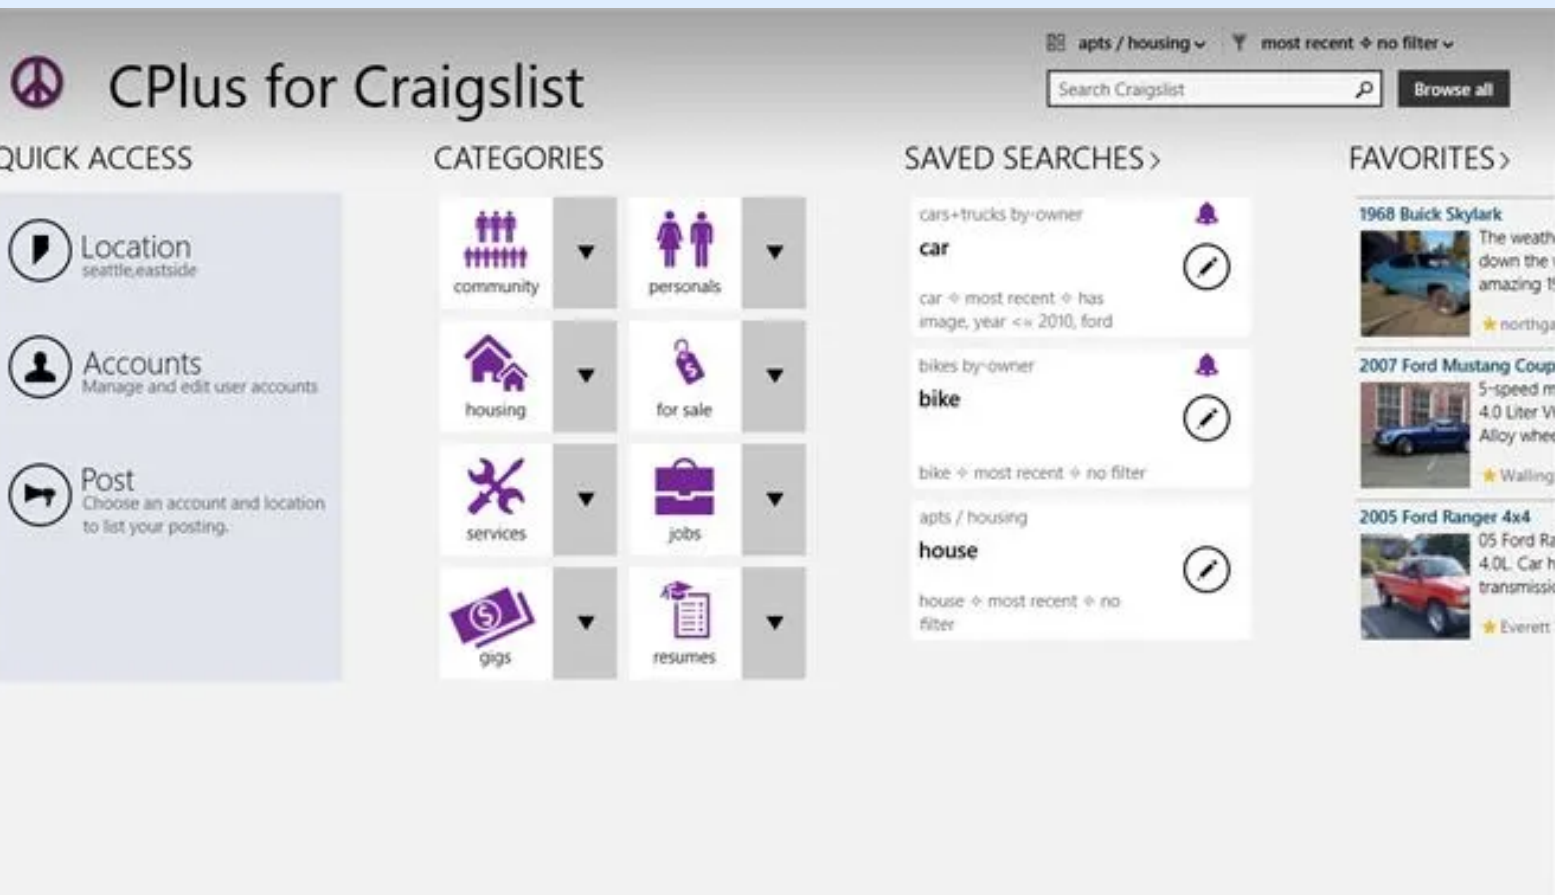 apts / housing
most recent ✧ no filter
CPlus for Craigslist
Search Craigslist
Browse all
QUICK ACCESS
Location
seattle,eastside
Accounts
Manage and edit user accounts
Post
Choose an account and location
to list your posting.
CATEGORIES
community
personals
housing
for sale
services
jobs
gigs
resumes
SAVED SEARCHES
cars+trucks by-owner
car
car ✧ most recent ✧ has
image, year <= 2010, ford
bikes by-owner
bike
bike ✧ most recent ✧ no filter
apts / housing
house
house ✧ most recent ✧ no
filter
FAVORITES
1968 Buick Skylark
The weath
down the
amazing
northga
2007 Ford Mustang Coup
5-speed m
4.0 Liter
Alloy whee
Walling
2005 Ford Ranger 4x4
05 Ford Ra
4.0L. Car h
transmissi
Everett